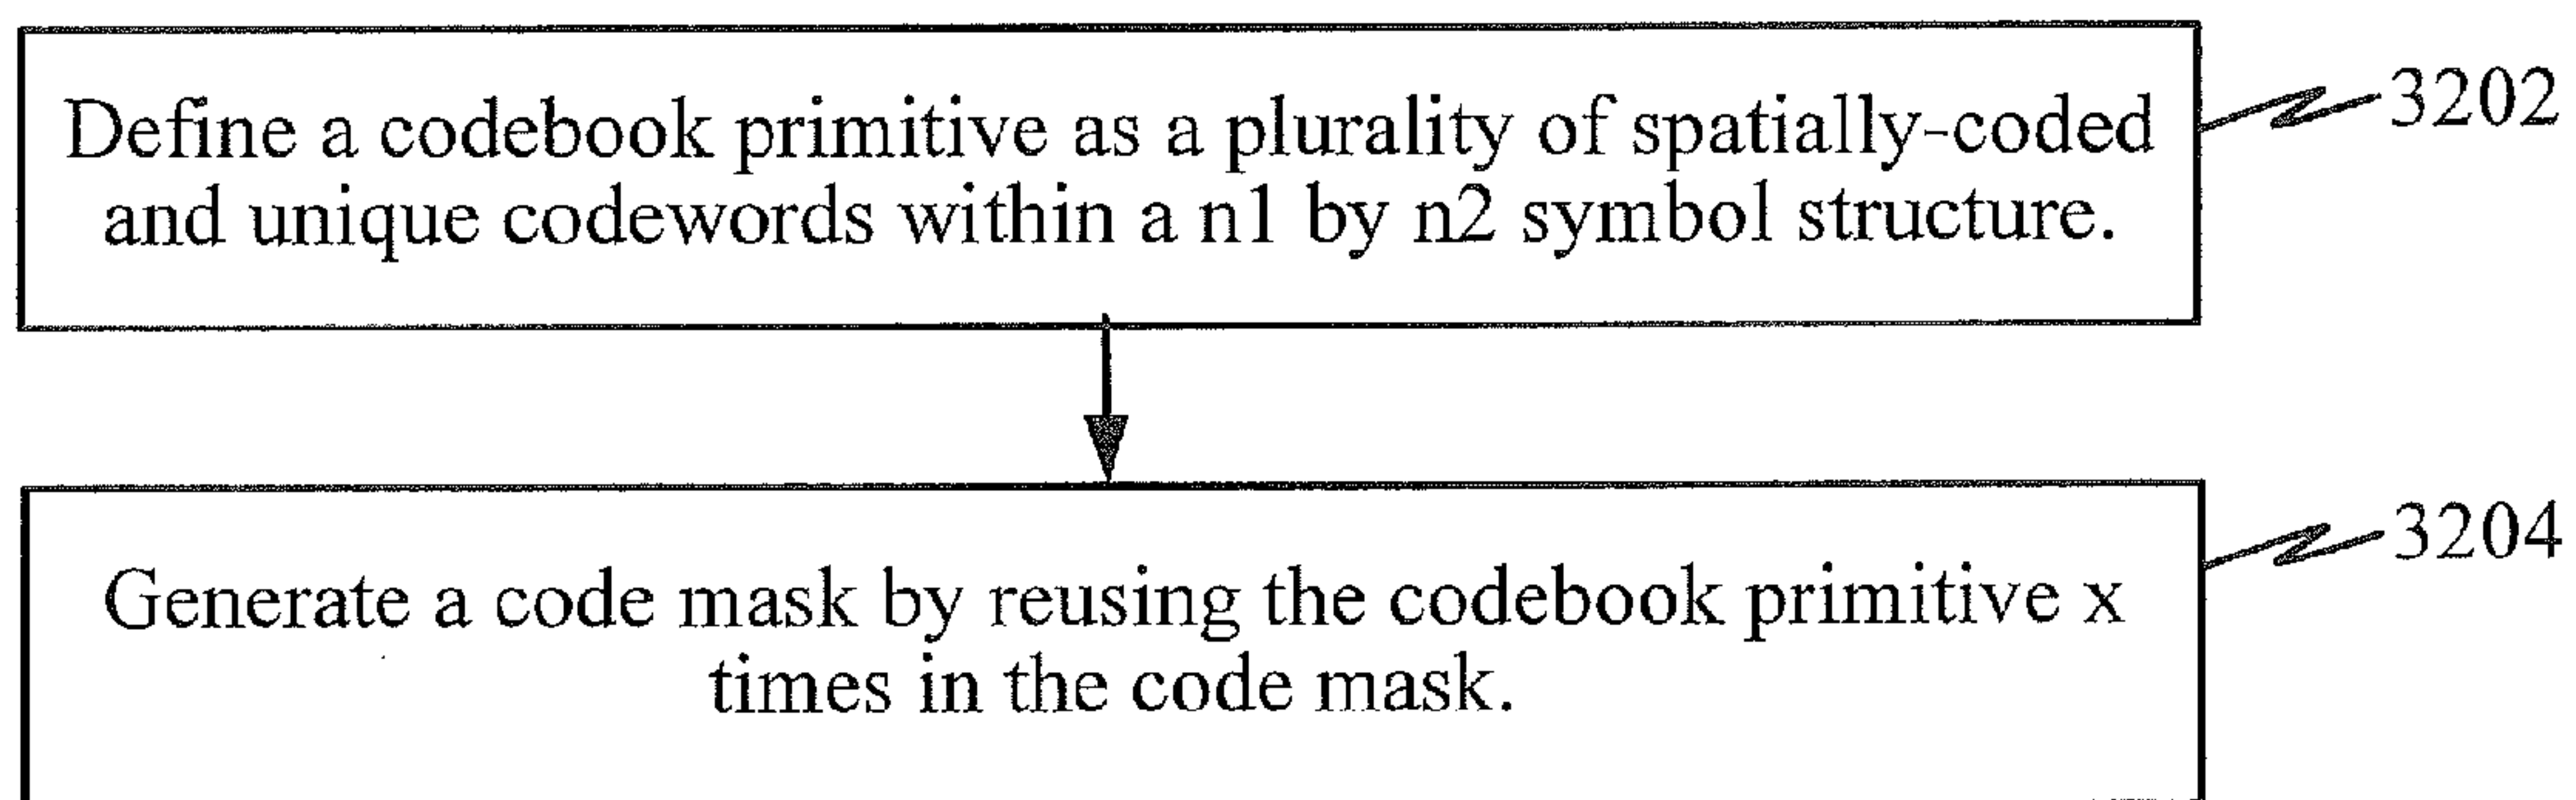 Define a codebook primitive as a plurality of spatially-coded
and unique codewords within a n1 by n2 symbol structure.
3202
Generate a code mask by reusing the codebook primitive x
times in the code mask.
3204